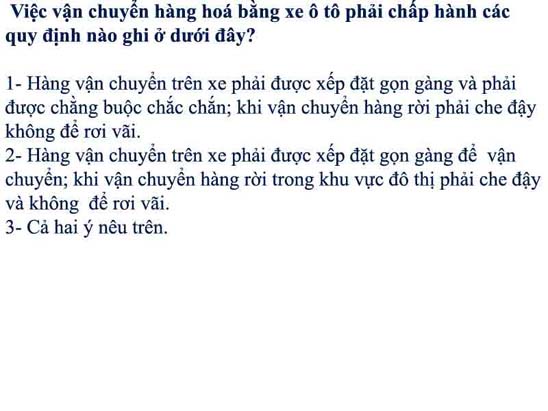 Việc vận chuyển hàng hoá bằng xe ô tô phải chấp hành các
quy định nào ghi ở dưới đây?
1- Hàng vận chuyển trên xe phải được xếp đặt gọn gàng và phải
được chằng buộc chắc chắn; khi vận chuyển hàng rời phải che đậy
không để rơi vãi.
2- Hàng vận chuyển trên xe phải được xếp đặt gọn gàng để vận
chuyển; khi vận chuyển hàng rời trong khu vực đô thị phải che đậy
và không để rơi vãi.
3- Cả hai ý nêu trên.